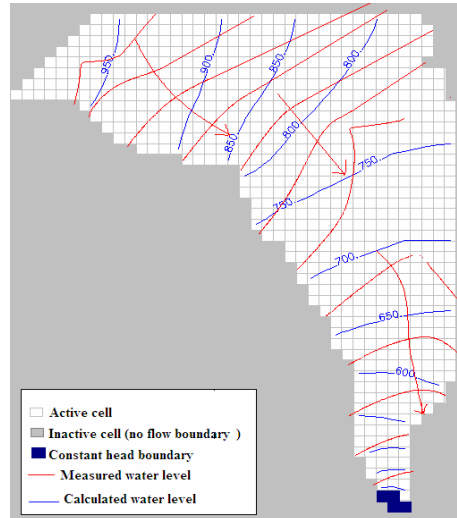 950
900
850
800
850
800
750
750
700
650
600
Active cell
Inactive cell (no flow boundary )
Constant head boundary
Measured water level
Calculated water level